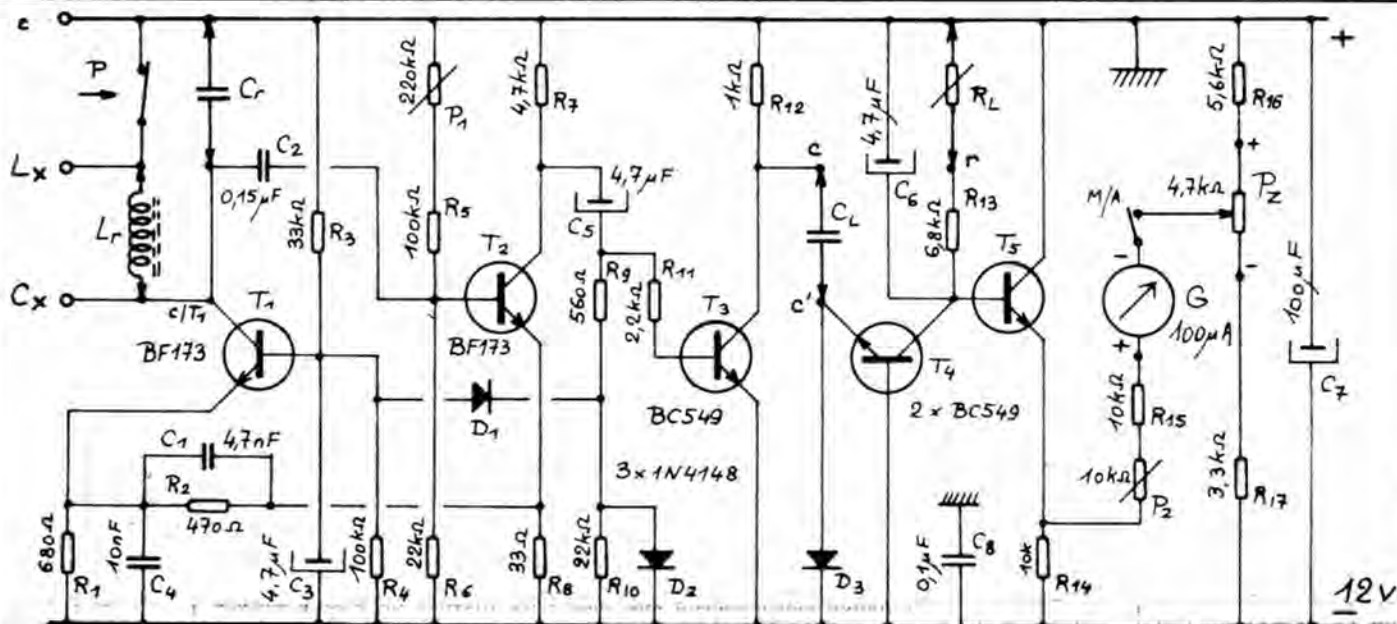 c
P
Cr
Lx
Lr
Cx
C2
0,15µF
c/T1
T1
BF173
33kΩ
R3
220kΩ
P1
100kΩ
R5
4,7kΩ
R7
T2
BF173
4,7µF
C5
R9
560Ω
R11
2,2kΩ
D1
T3
BC549
3x1N4148
1kΩ
R12
c
CL
c'
4,7µF
C6
RL
r
R13
6,8kΩ
T5
T4
2 x BC549
M/A
4,7kΩ
5,6kΩ
R16
+
PZ
-
-
G
100µA
+
10kΩ
R15
10kΩ
P2
3,3kΩ
R17
100µF
C7
+
C1
4,7nF
R2
470Ω
680Ω
R1
10nF
C4
4,7µF
C3
100kΩ
R4
22kΩ
R6
33Ω
R8
22kΩ
R10
D2
D3
0,1µF
C8
10k
R14
- 12V